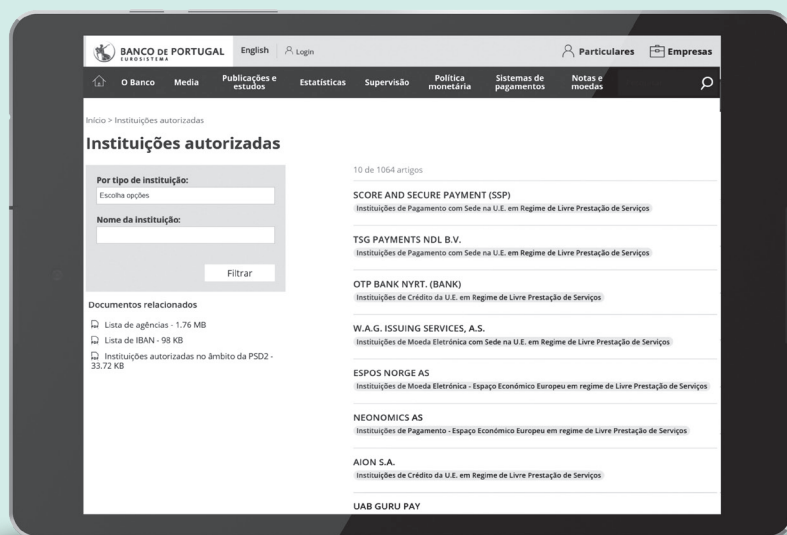 BANCO DE PORTUGAL
EUROSISTEMA
English
Login
Particulares
Empresas
O Banco
Media
Publicações e
estudos
Estatísticas
Supervisão
Política
monetária
Sistemas de
pagamentos
Notas e
moedas
Início > Instituições autorizadas
Instituições autorizadas
Por tipo de instituição:
Escolha opções
Nome da instituição:
Filtrar
Documentos relacionados
Lista de agências - 1.76 MB
Lista de IBAN - 98 KB
Instituições autorizadas no âmbito da PSD2 -
33.72 KB
10 de 1064 artigos
SCORE AND SECURE PAYMENT (SSP)
Instituições de Pagamento com Sede na U.E. em Regime de Livre Prestação de Serviços
TSG PAYMENTS NDL B.V.
Instituições de Pagamento com Sede na U.E. em Regime de Livre Prestação de Serviços
OTP BANK NYRT. (BANK)
Instituições de Crédito da U.E. em Regime de Livre Prestação de Serviços
W.A.G. ISSUING SERVICES, A.S.
Instituições de Moeda Eletrónica com Sede na U.E. em Regime de Livre Prestação de Serviços
ESPOS NORGE AS
Instituições de Moeda Eletrónica - Espaço Económico Europeu em regime de Livre Prestação de Serviços
NEONOMICS AS
Instituições de Pagamento - Espaço Económico Europeu em regime de Livre Prestação de Serviços
AION S.A.
Instituições de Crédito da U.E. em Regime de Livre Prestação de Serviços
UAB GURU PAY